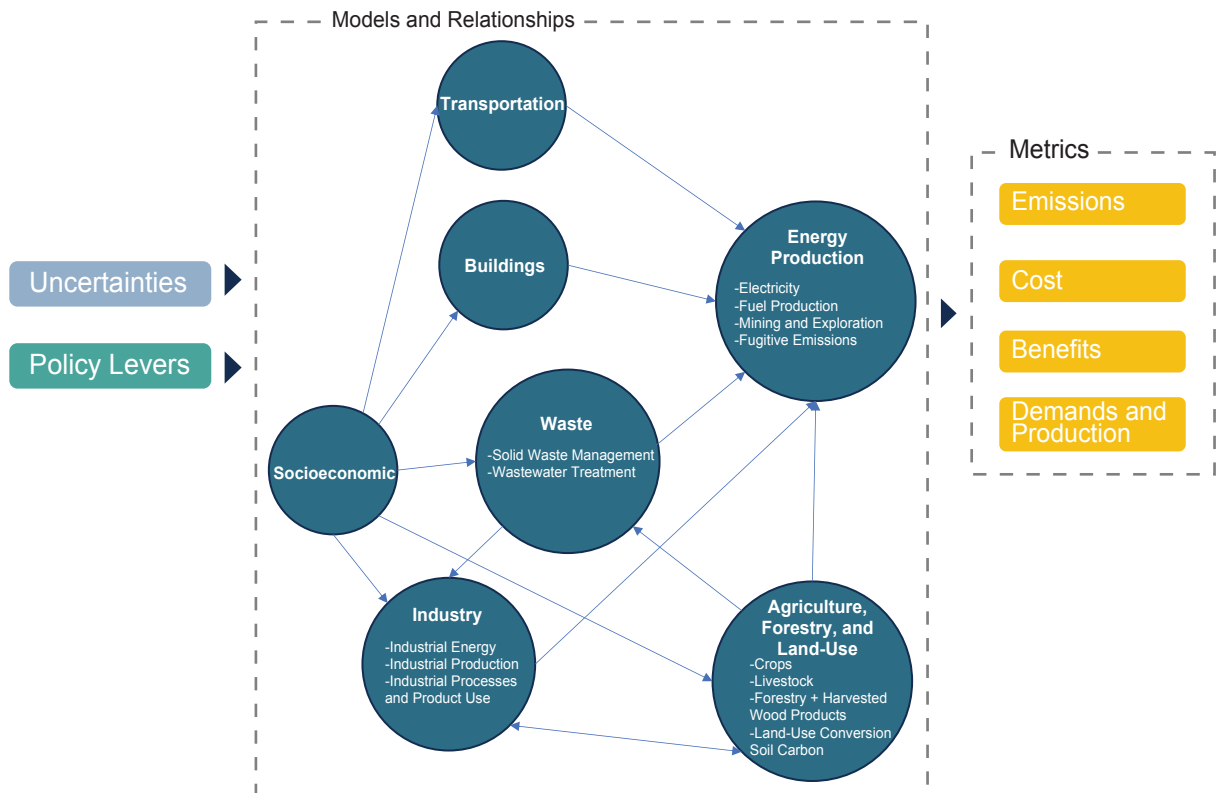 Models and Relationships
Transportation
Metrics
Emissions
Energy
Production
-Electricity
-Fuel Production
-Mining and Exploration
-Fugitive Emissions
Buildings
Uncertainties
Cost
Policy Levers
Benefits
Demands and
Production
Waste
-Solid Waste Management
-Wastewater Treatment
Socioeconomic
Industry
-Industrial Energy
-Industrial Production
-Industrial Processes
and Product Use
Agriculture,
Forestry, and
Land-Use
-Crops
-Livestock
-Forestry + Harvested
Wood Products
-Land-Use Conversion
Soil Carbon